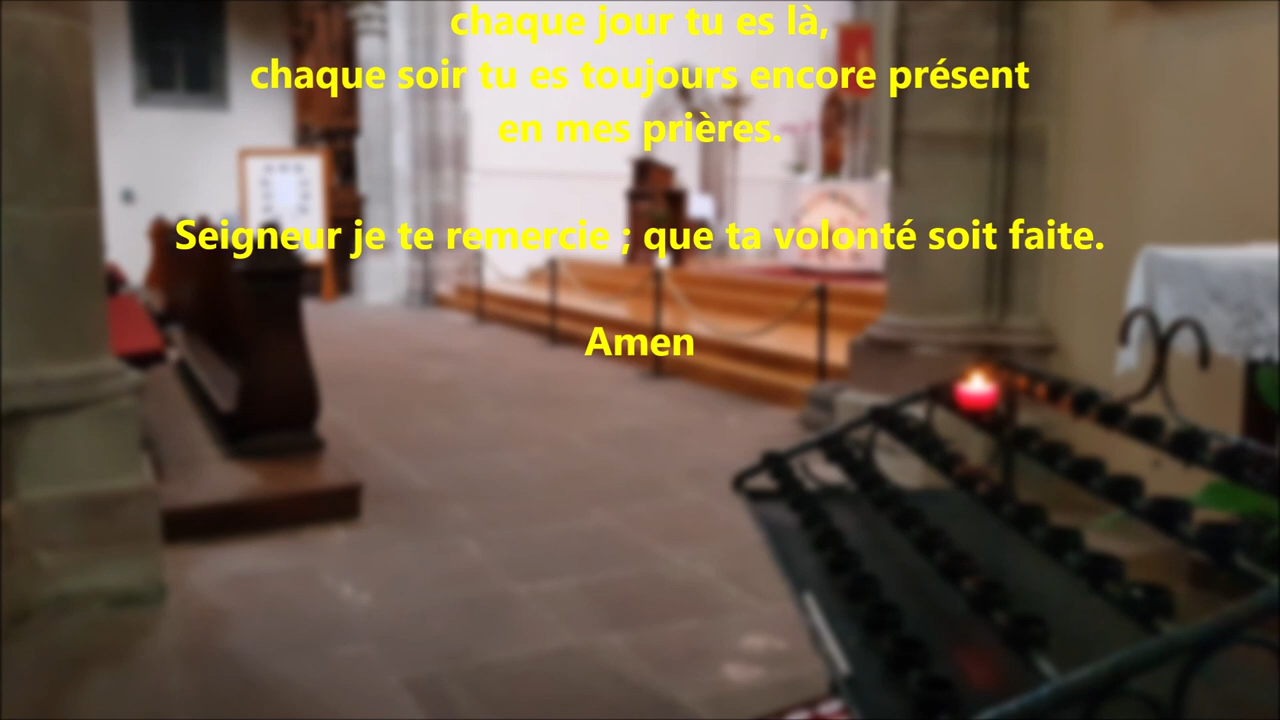 chaque jour tu es là,
chaque soir tu es toujours encore présent
en mes prières.
Seigneur je te remercie ; que ta volonté soit faite.
Amen